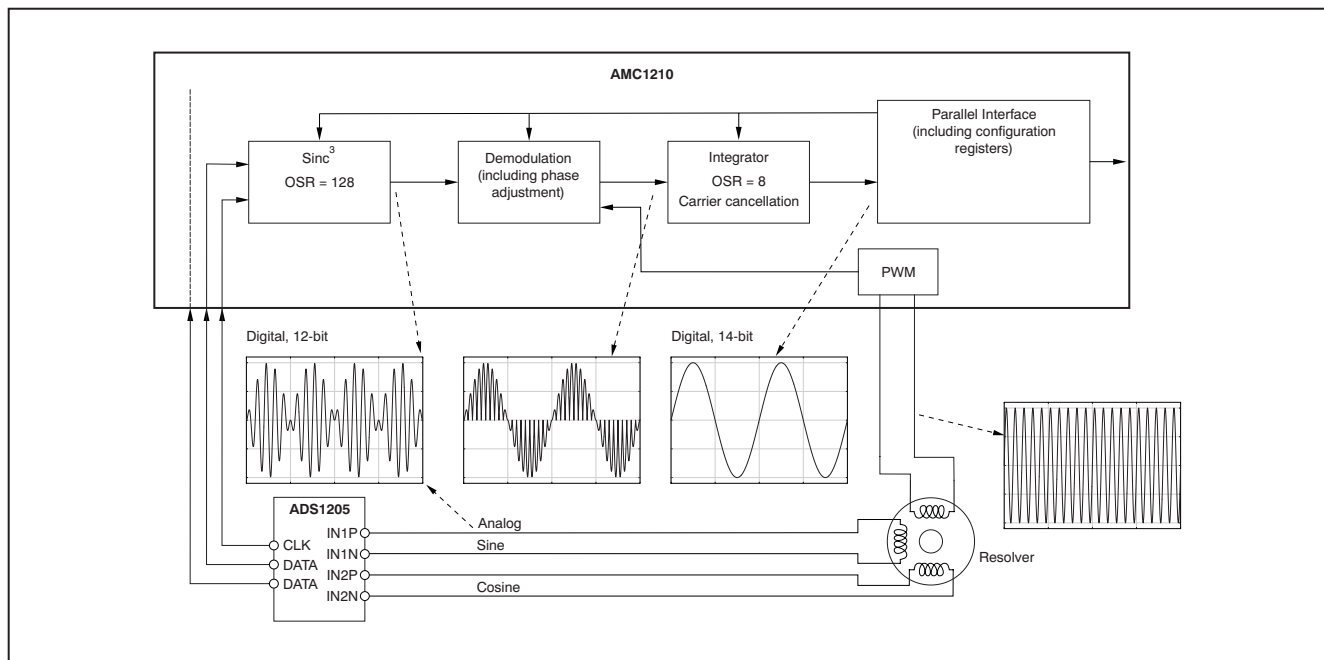 AMC1210
Parallel Interface
(including configuration
registers)
Sinc³
OSR = 128
Demodulation
(including phase
adjustment)
Integrator
OSR = 8
Carrier cancellation
PWM
Digital, 12-bit
Digital, 14-bit
ADS1205
CLK
DATA
DATA
IN1P
IN1N
IN2P
IN2N
Analog
Sine
Cosine
Resolver